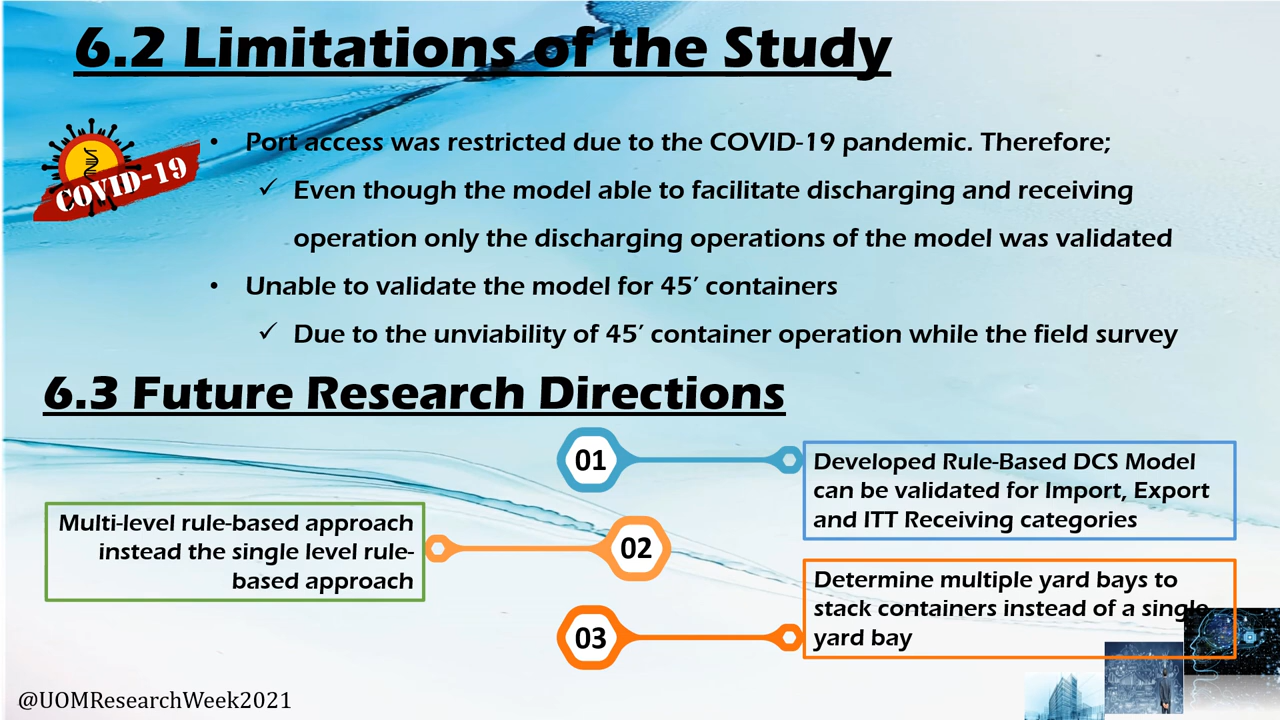 6.2 Limitations of the Study
COVID-19
• Port access was restricted due to the COVID-19 pandemic. Therefore;
✓ Even though the model able to facilitate discharging and receiving
operation only the discharging operations of the model was validated
• Unable to validate the model for 45′ containers
✓ Due to the unviability of 45′ container operation while the field survey
6.3 Future Research Directions
01
Developed Rule-Based DCS Model
can be validated for Import, Export
and ITT Receiving categories
Multi-level rule-based approach
instead the single level rule-
based approach
02
03
Determine multiple yard bays to
stack containers instead of a single
yard bay
@UOMResearchWeek2021